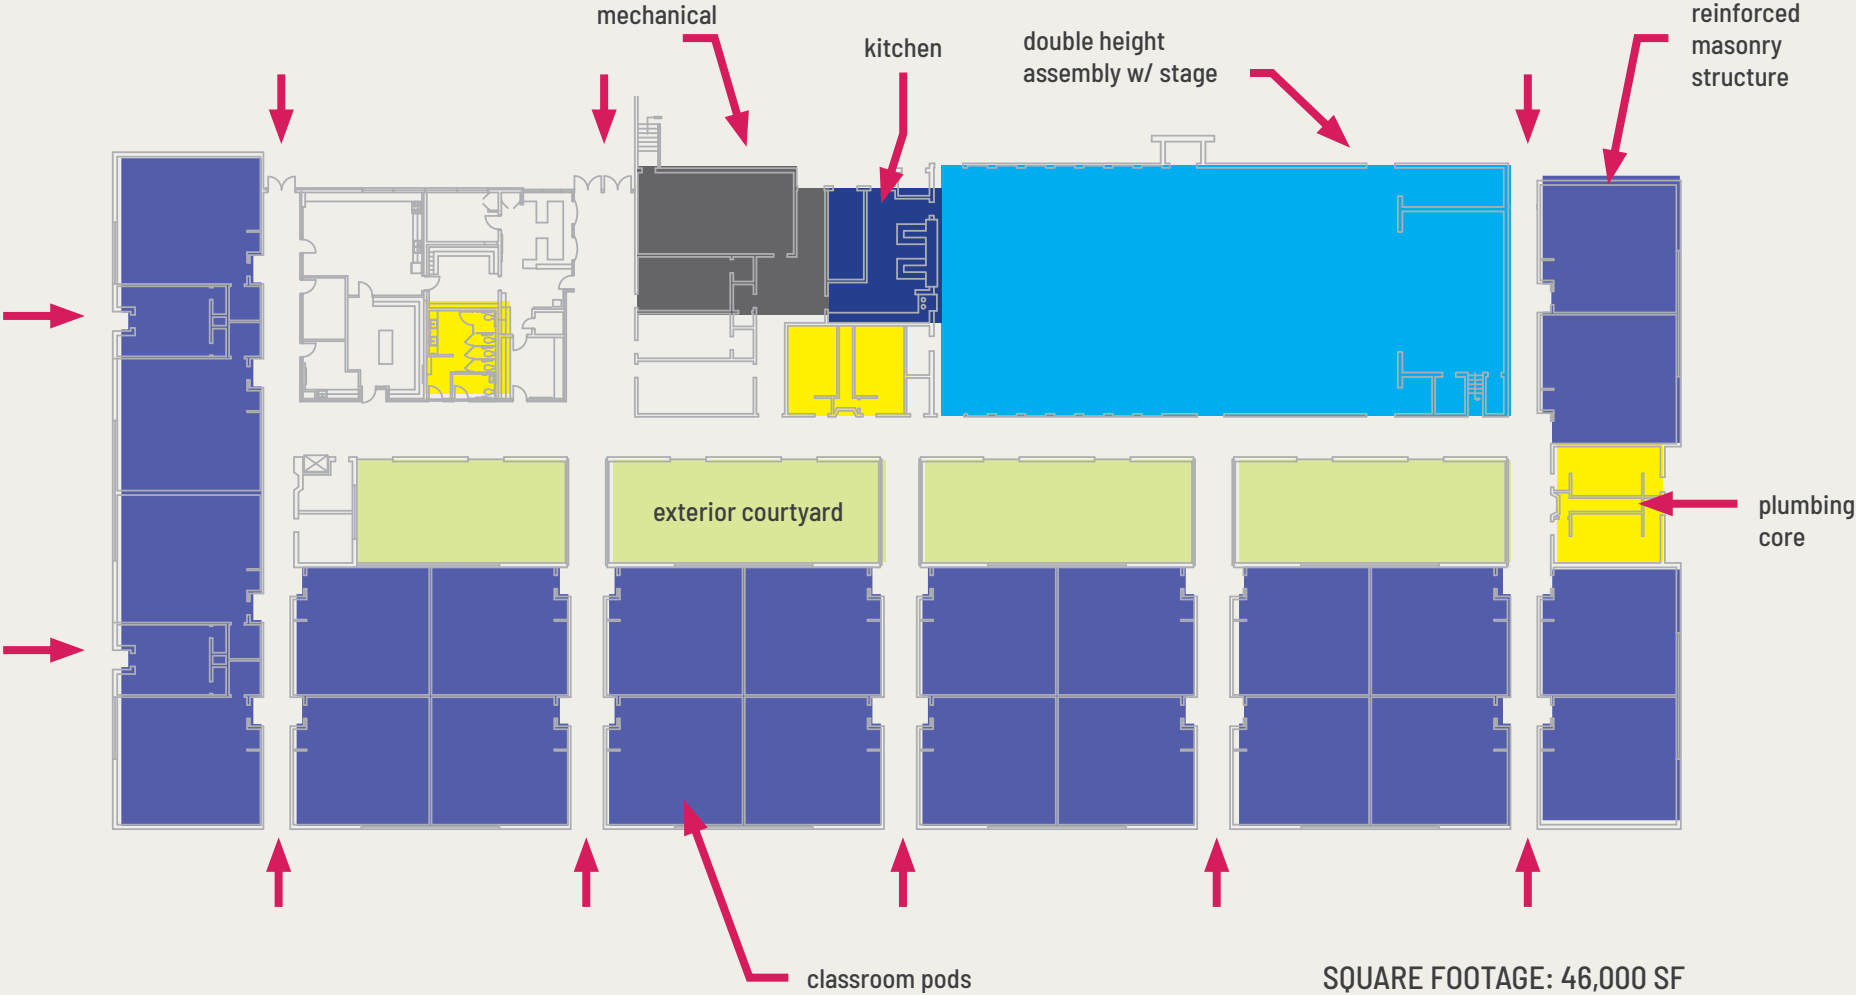 mechanical
kitchen
double height
assembly w/ stage
reinforced
masonry
structure
exterior courtyard
plumbing
core
classroom pods
SQUARE FOOTAGE: 46,000 SF